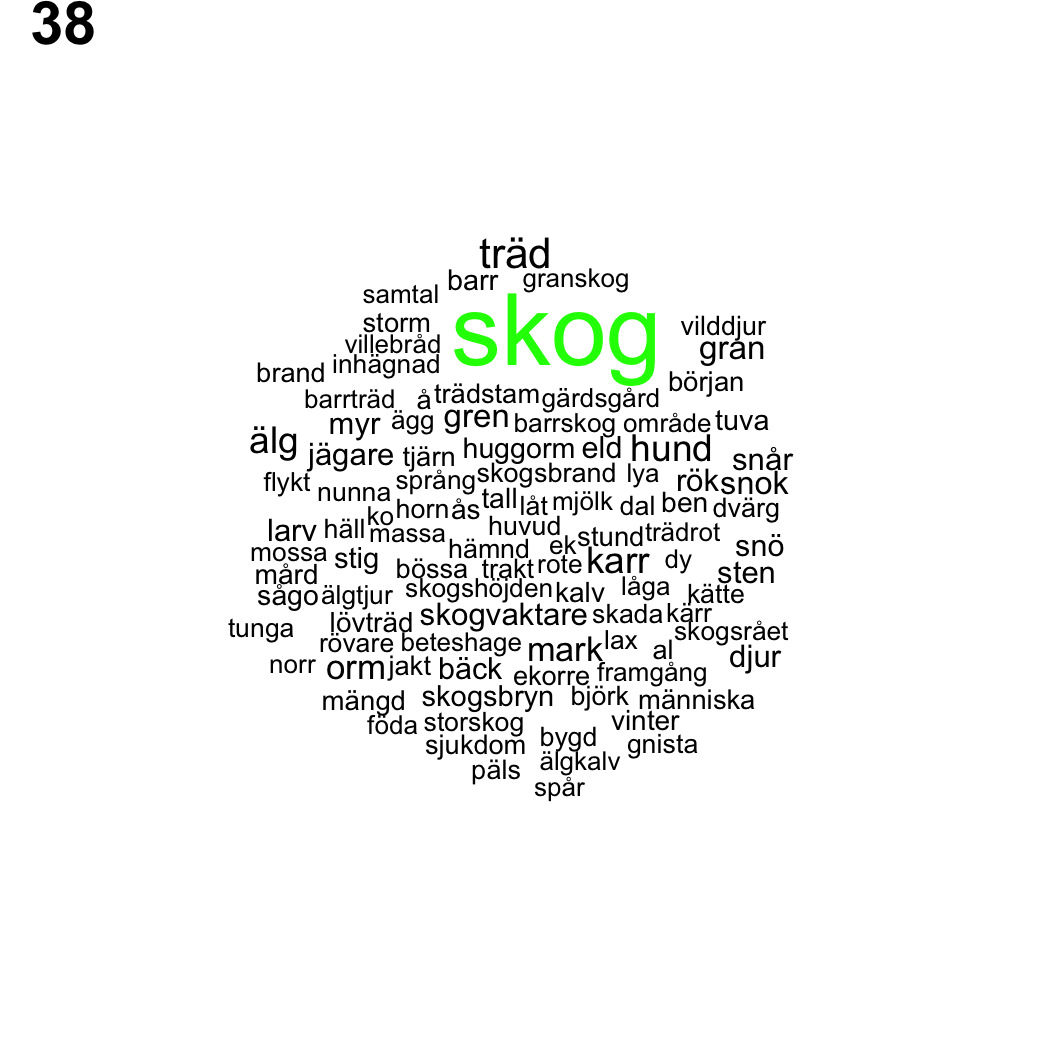 38
träd
barr granskog
samtal
skog
storm vilddjur
villebråd gran
brand inhägnad början
barrträd å trädstam gärdsgård
myr ägg gren barrskog område tuva
älg jägare tjärn huggorm eld hund snår
flykt nunna språng skogsbrand lya rök snok
ko horn ås tall låt mjölk dal ben dvärg
larv häll massa huvud stund trädrot
mossa stig hämnd ek karr dy snö
mård bössa trakt rote sten
sågo älgtjur skogshöjden kalv låga kätte
tunga lövträd skogvaktare skada kärr skogsrået
rövare beteshage mark lax al djur
norr orm jakt bäck ekorre framgång
mängd skogsbryn björk människa
föda storskog vinter
sjukdom bygd gnista
päls älgkalv
spår